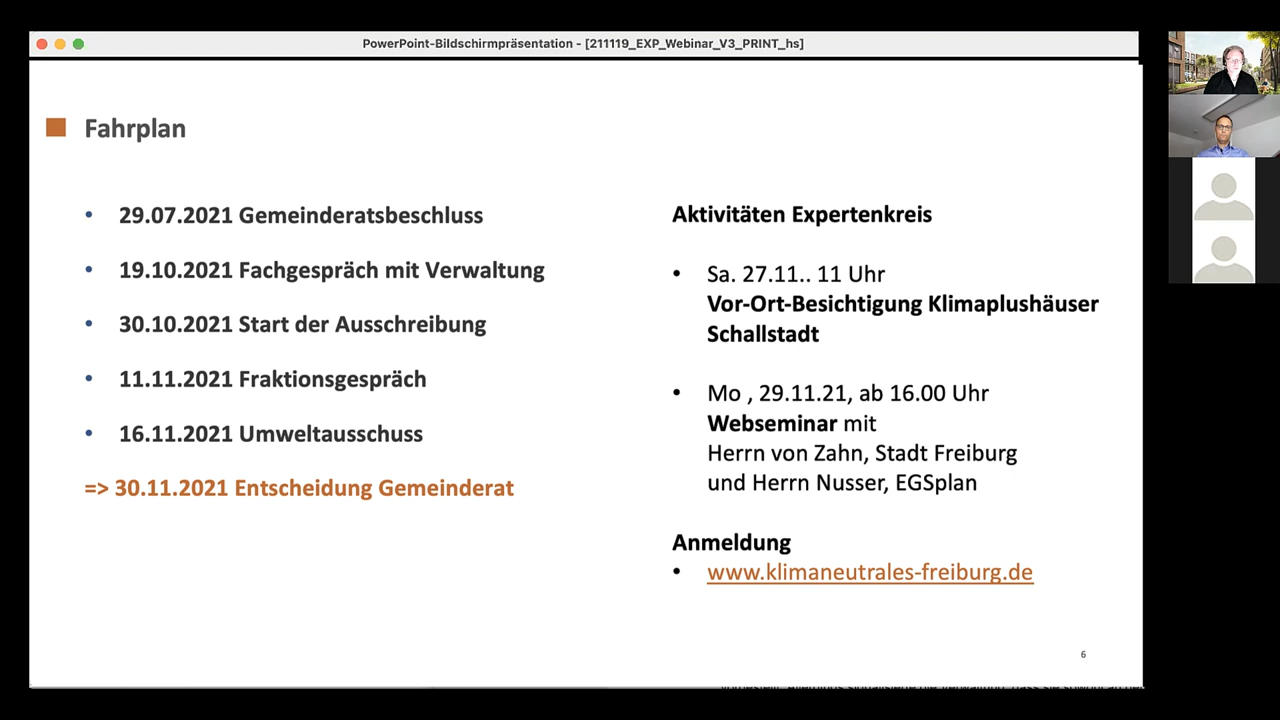 PowerPoint-Bildschirmpräsentation - [211119_EXP_Webinar_V3_PRINT_hs]
Fahrplan
• 29.07.2021 Gemeinderatsbeschluss
• 19.10.2021 Fachgespräch mit Verwaltung
• 30.10.2021 Start der Ausschreibung
• 11.11.2021 Fraktionsgespräch
• 16.11.2021 Umweltausschuss
=> 30.11.2021 Entscheidung Gemeinderat
Aktivitäten Expertenkreis
• Sa. 27.11.. 11 Uhr
Vor-Ort-Besichtigung Klimaplushäuser
Schallstadt
• Mo , 29.11.21, ab 16.00 Uhr
Webseminar mit
Herrn von Zahn, Stadt Freiburg
und Herrn Nusser, EGSplan
Anmeldung
• www.klimaneutrales-freiburg.de
6